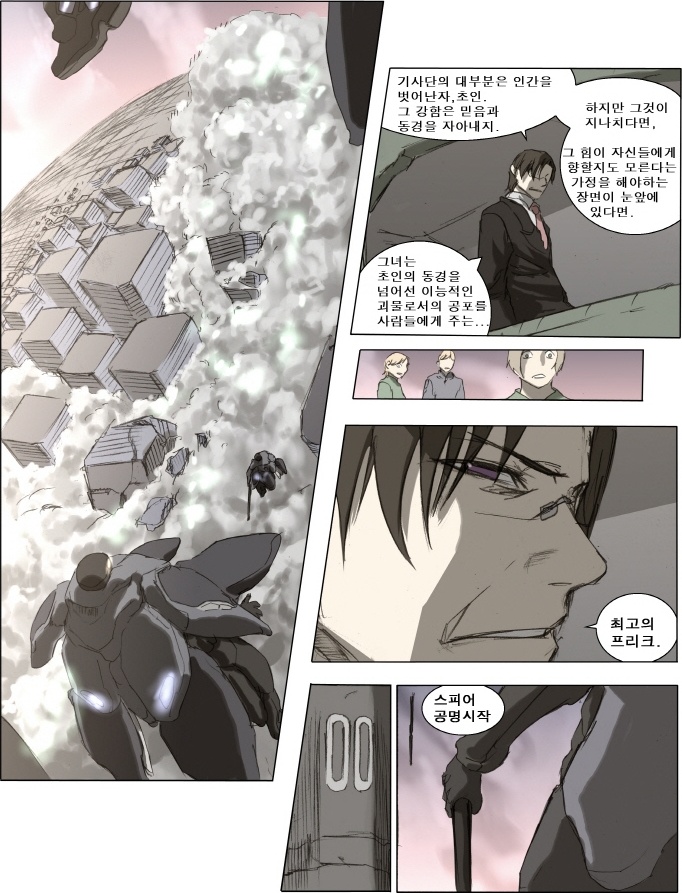 기사단의 대부분은 인간을
벗어난자,초인.
그 강함은 믿음과
동경을 자아내지.
하지만 그것이
지나치다면,
그 힘이 자신들에게
향할지도 모른다는
가정을 해야하는
장면이 눈앞에
있다면.
그녀는
초인의 동경을
넘어선 이능적인
괴물로서의 공포를
사람들에게 주는...
최고의
프리크.
00
스피어
공명시작